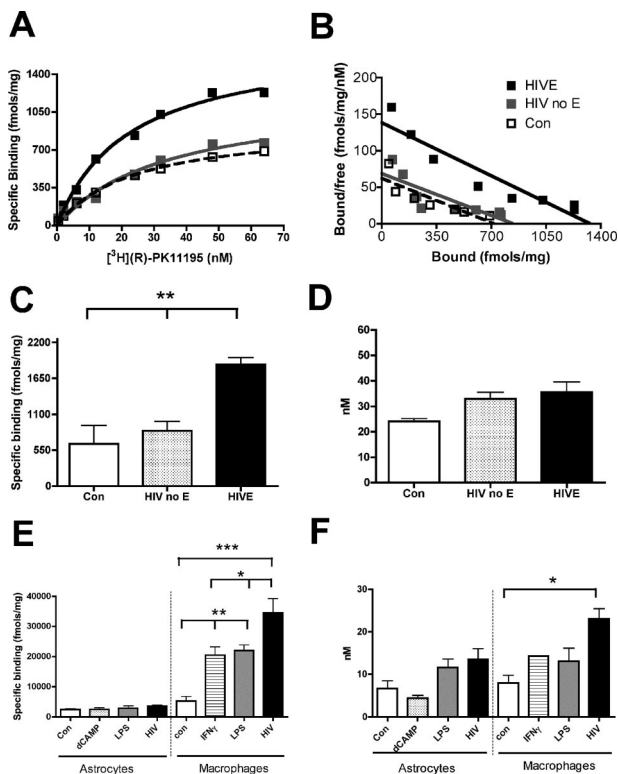 A
1400
1050
700
350
0
0 10 20 30 40 50 60 70
Specific Binding (fmols/mg)
[³H](R)-PK11195 (nM)
B
200
150
100
50
0
0 350 700 1050 1400
Bound/free (fmols/mg/nM)
Bound (fmols/mg)
HIVE
HIV no E
Con
C
**
2200
1650
1100
550
0
Specific binding (fmols/mg)
Con HIV no E HIVE
D
60
50
40
30
20
10
0
nM
Con HIV no E HIVE
E
***
*
**
40000
30000
20000
10000
0
Specific binding (fmols/mg)
Con dCAMP LPS HIV con IFNγ LPS HIV
Astrocytes Macrophages
F
*
30
20
10
0
nM
Con dCAMP LPS HIV Con IFNγ LPS HIV
Astrocytes Macrophages